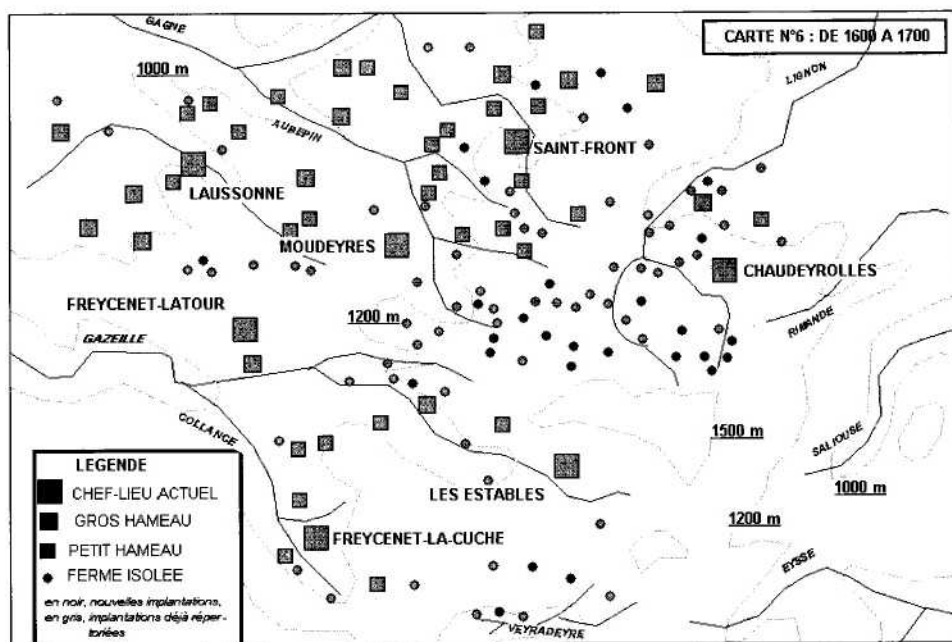 CARTE N°6 : DE 1600 A 1700
GAGNE
1000 m
LIGNON
AUBEPIN
SAINT-FRONT
LAUSSONNE
MOUDEYRES
CHAUDEYROLLES
FREYCENET-LATOUR
1200 m
RIMANDE
GAZEILLE
COLLANCE
1500 m
SALIOUSE
1000 m
LES ESTABLES
1200 m
FREYCENET-LA-CUCHE
EYSSE
VEYRADEYRE
LEGENDE
CHEF-LIEU ACTUEL
GROS HAMEAU
PETIT HAMEAU
FERME ISOLEE
en noir, nouvelles implantations,
en gris, implantations déjà réper-
toriées